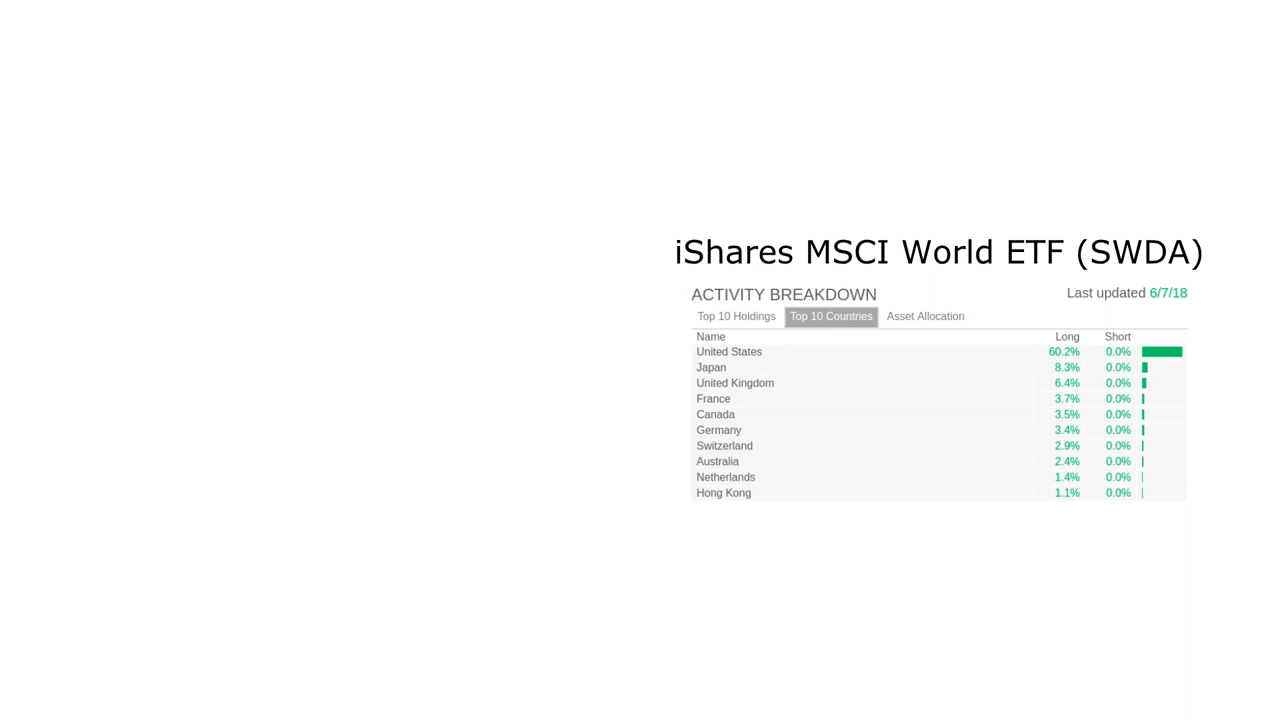 iShares MSCI World ETF (SWDA)
ACTIVITY BREAKDOWN Last updated 6/7/18
Top 10 Holdings Top 10 Countries Asset Allocation
Name Long Short
United States 60.2% 0.0%
Japan 8.3% 0.0%
United Kingdom 6.4% 0.0%
France 3.7% 0.0%
Canada 3.5% 0.0%
Germany 3.4% 0.0%
Switzerland 2.9% 0.0%
Australia 2.4% 0.0%
Netherlands 1.4% 0.0%
Hong Kong 1.1% 0.0%